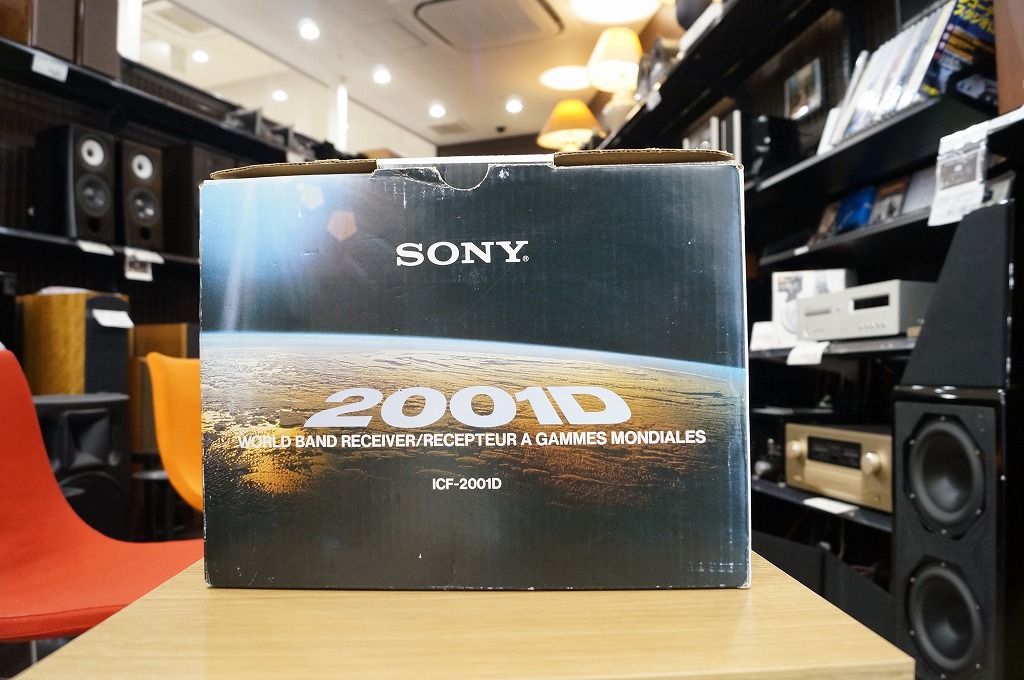 SONY®
2001D
WORLD BAND RECEIVER/RECEPTEUR A GAMMES MONDIALES
ICF-2001D